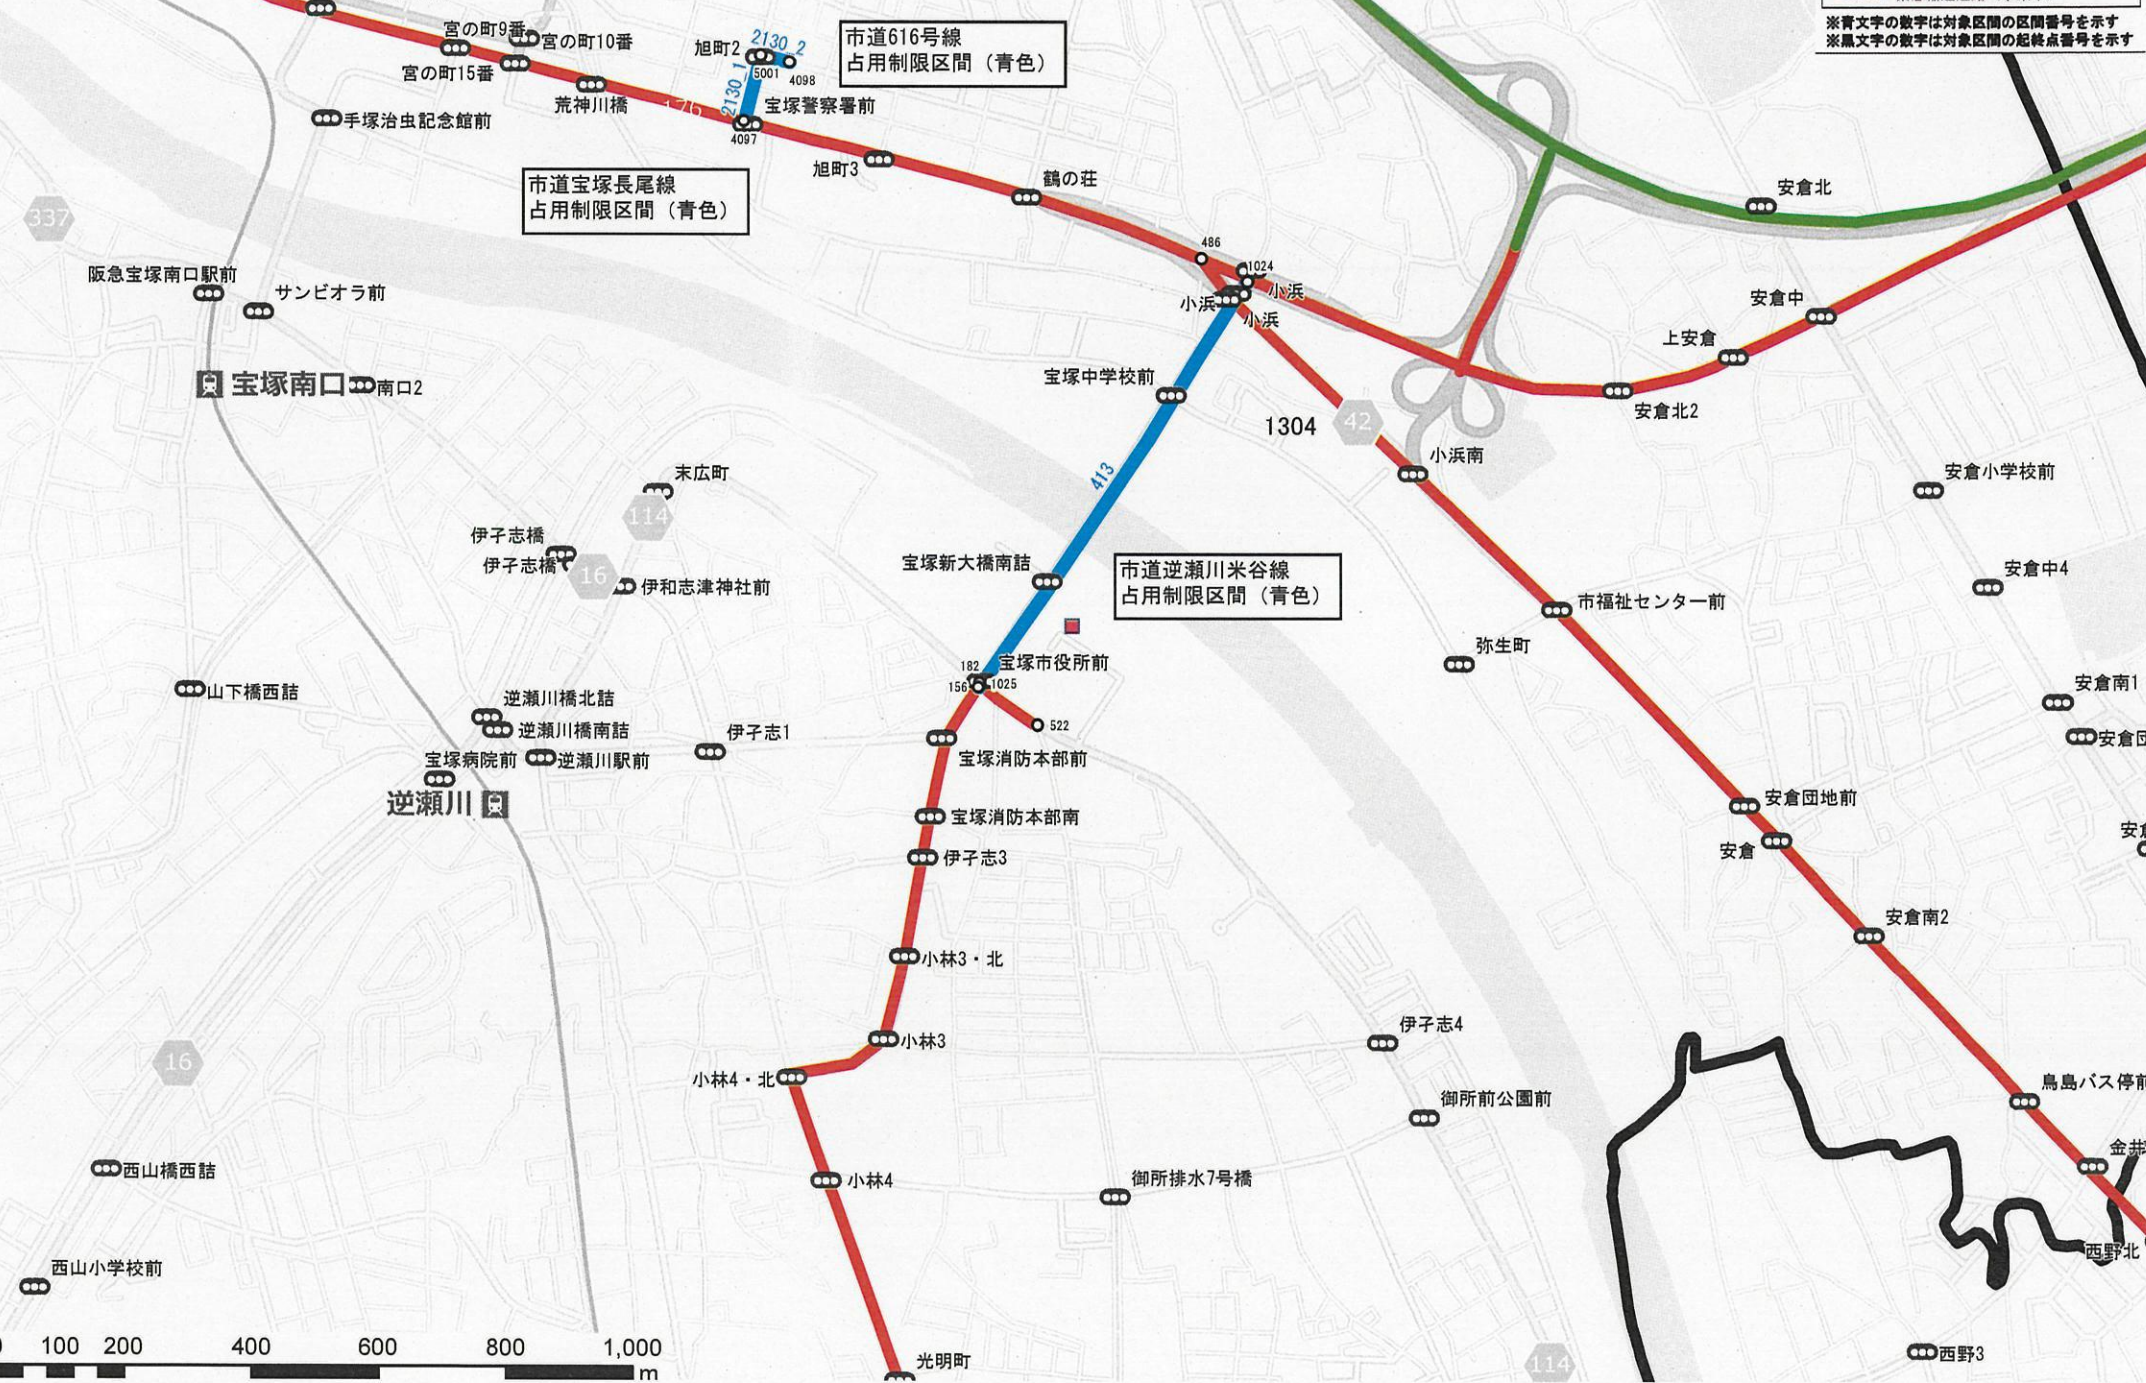 ※青文字の数字は対象区間の区間番号を示す
※黒文字の数字は対象区間の起終点番号を示す
宮の町9番
宮の町10番
宮の町15番
荒神川橋
手塚治虫記念館前
176
旭町2
2130_2
2130_1
5001
4098
宝塚警察署前
4097
市道616号線
占用制限区間（青色）
市道宝塚長尾線
占用制限区間（青色）
旭町3
鶴の荘
安倉北
337
486
1024
小浜
小浜
小浜
阪急宝塚南口駅前
サンビオラ前
宝塚南口
南口2
宝塚中学校前
1304
42
安倉中
上安倉
安倉北2
小浜南
安倉小学校前
413
末広町
114
伊孑志橋
伊孑志橋
16
伊和志津神社前
宝塚新大橋南詰
市道逆瀬川米谷線
占用制限区間（青色）
安倉中4
市福祉センター前
弥生町
182
宝塚市役所前
156
1025
522
山下橋西詰
逆瀬川橋北詰
逆瀬川橋南詰
宝塚病院前
逆瀬川駅前
逆瀬川
伊孑志1
宝塚消防本部前
宝塚消防本部南
伊孑志3
安倉南1
安倉団地前
安倉
安倉南2
小林3・北
小林3
小林4・北
小林4
伊孑志4
御所前公園前
御所排水7号橋
16
西山橋西詰
西山小学校前
鳥島バス停前
金井
西野北
西野3
114
光明町
100 200 400 600 800 1,000
m